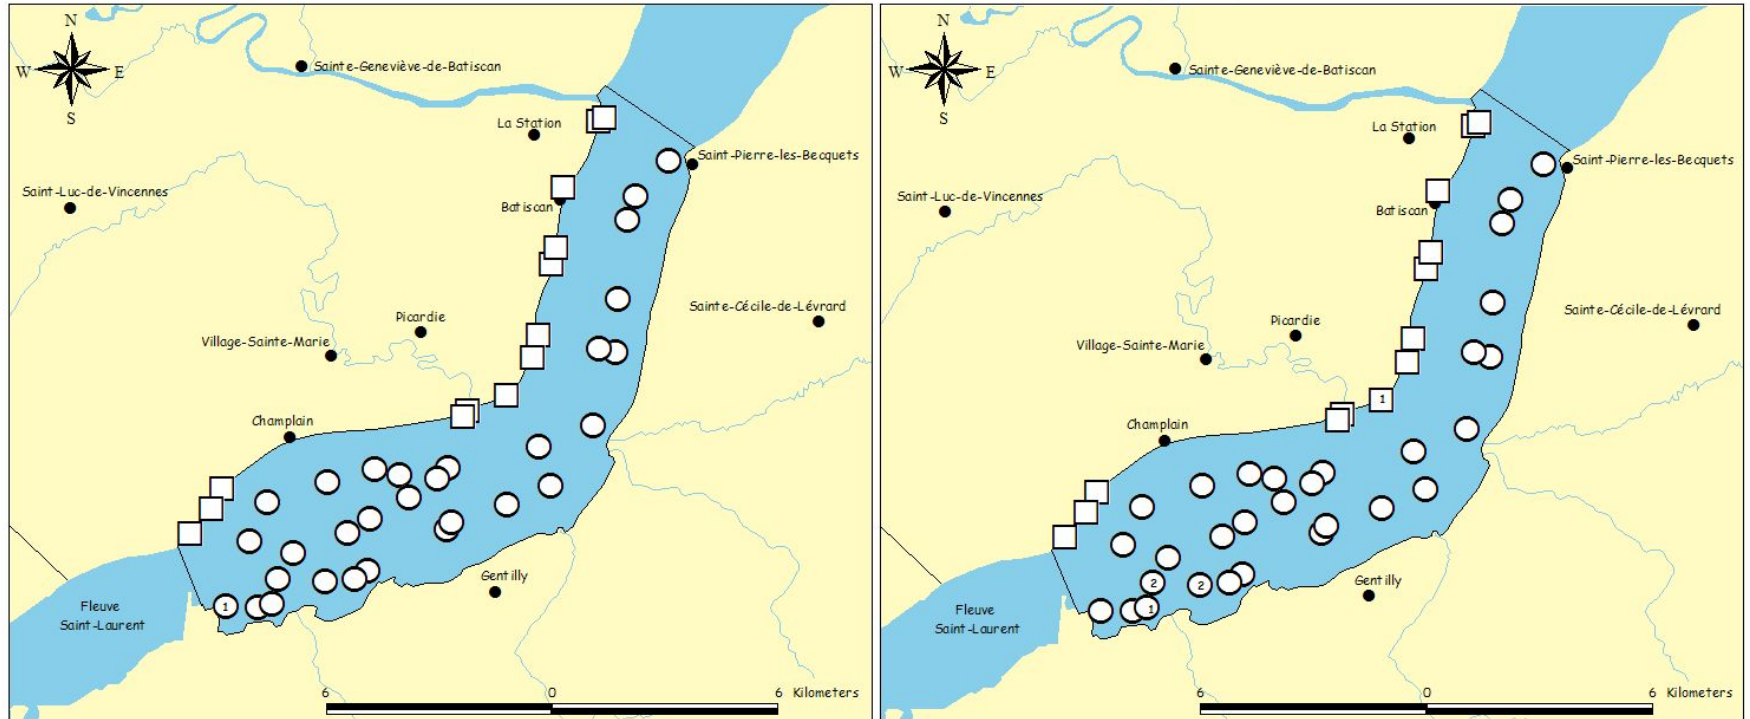 N
W E
S
Sainte-Geneviève-de-Batiscan
La Station
Saint-Pierre-les-Becquets
Saint-Luc-de-Vincennes
Batiscan
Sainte-Cécile-de-Lévrard
Picardie
Village-Sainte-Marie
Champlain
Gentilly
1
Fleuve
Saint-Laurent
6 0 6 Kilometers
N
W E
S
Sainte-Geneviève-de-Batiscan
La Station
Saint-Pierre-les-Becquets
Saint-Luc-de-Vincennes
Batiscan
Sainte-Cécile-de-Lévrard
Picardie
Village-Sainte-Marie
1
Champlain
2 2
Gentilly
1
Fleuve
Saint-Laurent
6 0 6 Kilometers